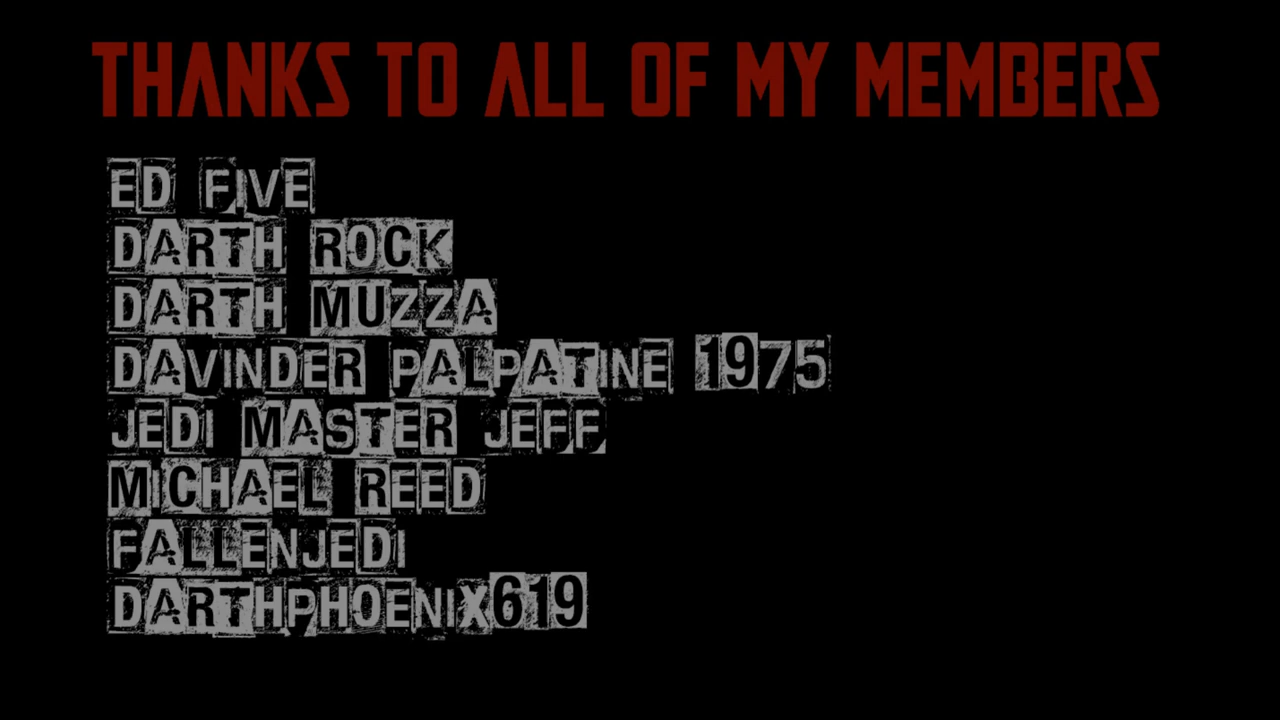 THANKS TO ALL OF MY MEMBERS
ED FIVE
DARTH ROCK
DARTH MUZZA
DAVINDER PALPATINE 1975
JEDI MASTER JEFF
MICHAEL REED
FALLENJEDI
DARTHPHOENIX619